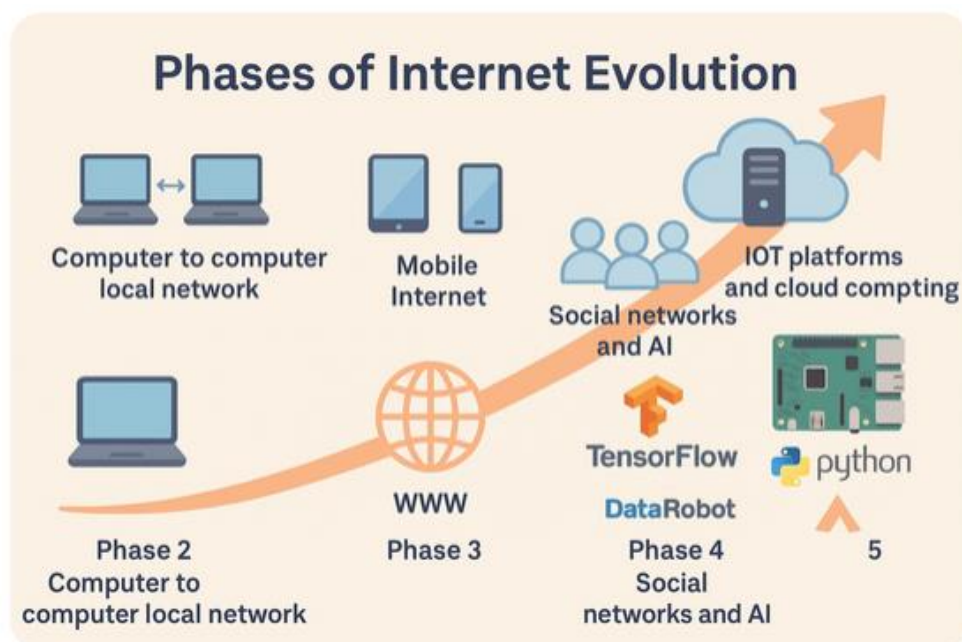 Phases of Internet Evolution
Computer to computer
local network
Mobile
Internet
Social networks
and AI
IOT platforms
and cloud compting
TensorFlow
python
WWW
DataRobot
Phase 2
Computer to
computer local network
Phase 3
Phase 4
Social
networks and AI
5